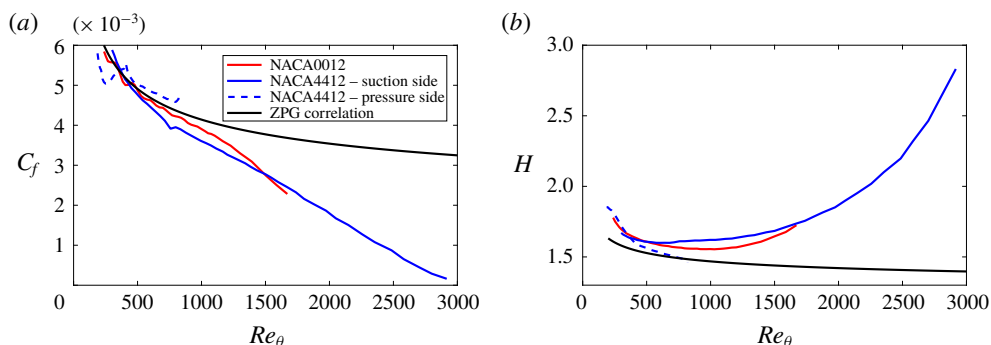 (a) (× 10⁻³)
6
5
4
3
2
1
C_f
0 500 1000 1500 2000 2500 3000
Re_θ
NACA0012
NACA4412 – suction side
NACA4412 – pressure side
ZPG correlation
(b)
3.0
2.5
2.0
1.5
1.0
H
0 500 1000 1500 2000 2500 3000
Re_θ